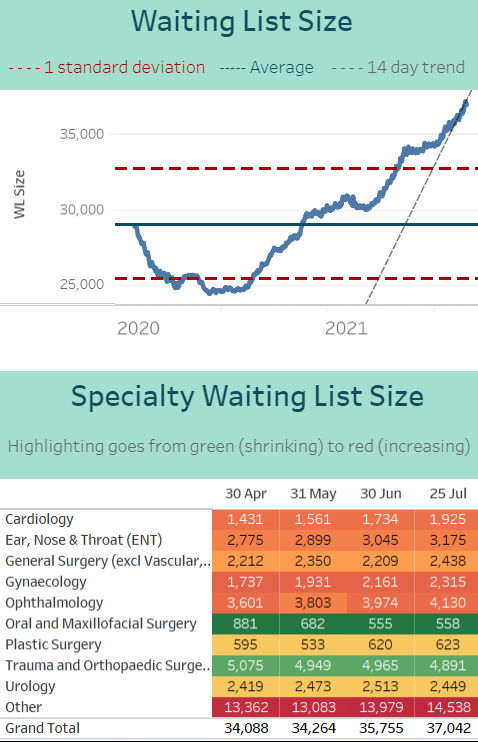 Waiting List Size
---- 1 standard deviation ----- Average ---- 14 day trend
WL Size
35,000
30,000
25,000
2020 2021
Specialty Waiting List Size
Highlighting goes from green (shrinking) to red (increasing)
30 Apr 31 May 30 Jun 25 Jul
Cardiology 1,431 1,561 1,734 1,925
Ear, Nose & Throat (ENT) 2,775 2,899 3,045 3,175
General Surgery (excl Vascular,.. 2,212 2,350 2,209 2,438
Gynaecology 1,737 1,931 2,161 2,315
Ophthalmology 3,601 3,803 3,974 4,130
Oral and Maxillofacial Surgery 881 682 555 558
Plastic Surgery 595 533 620 623
Trauma and Orthopaedic Surge.. 5,075 4,949 4,965 4,891
Urology 2,419 2,473 2,513 2,449
Other 13,362 13,083 13,979 14,538
Grand Total 34,088 34,264 35,755 37,042